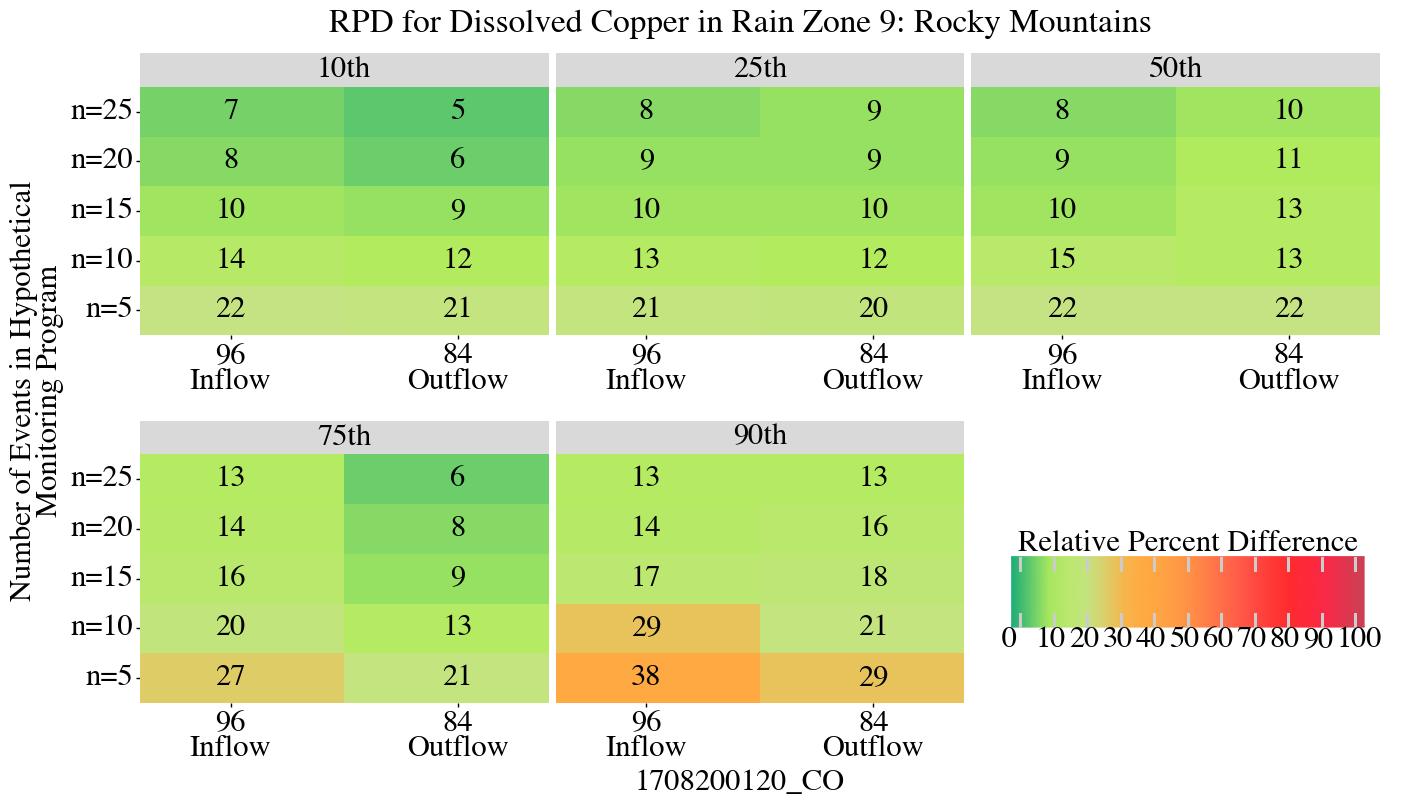 RPD for Dissolved Copper in Rain Zone 9: Rocky Mountains
Number of Events in Hypothetical
Monitoring Program
10th 25th 50th
n=25 7 5 8 9 8 10
n=20 8 6 9 9 9 11
n=15 10 9 10 10 10 13
n=10 14 12 13 12 15 13
n=5 22 21 21 20 22 22
96 84 96 84 96 84
Inflow Outflow Inflow Outflow Inflow Outflow
75th 90th
n=25 13 6 13 13
n=20 14 8 14 16
n=15 16 9 17 18
n=10 20 13 29 21
n=5 27 21 38 29
96 84 96 84
Inflow Outflow Inflow Outflow
1708200120_CO
Relative Percent Difference
0 10 20 30 40 50 60 70 80 90 100